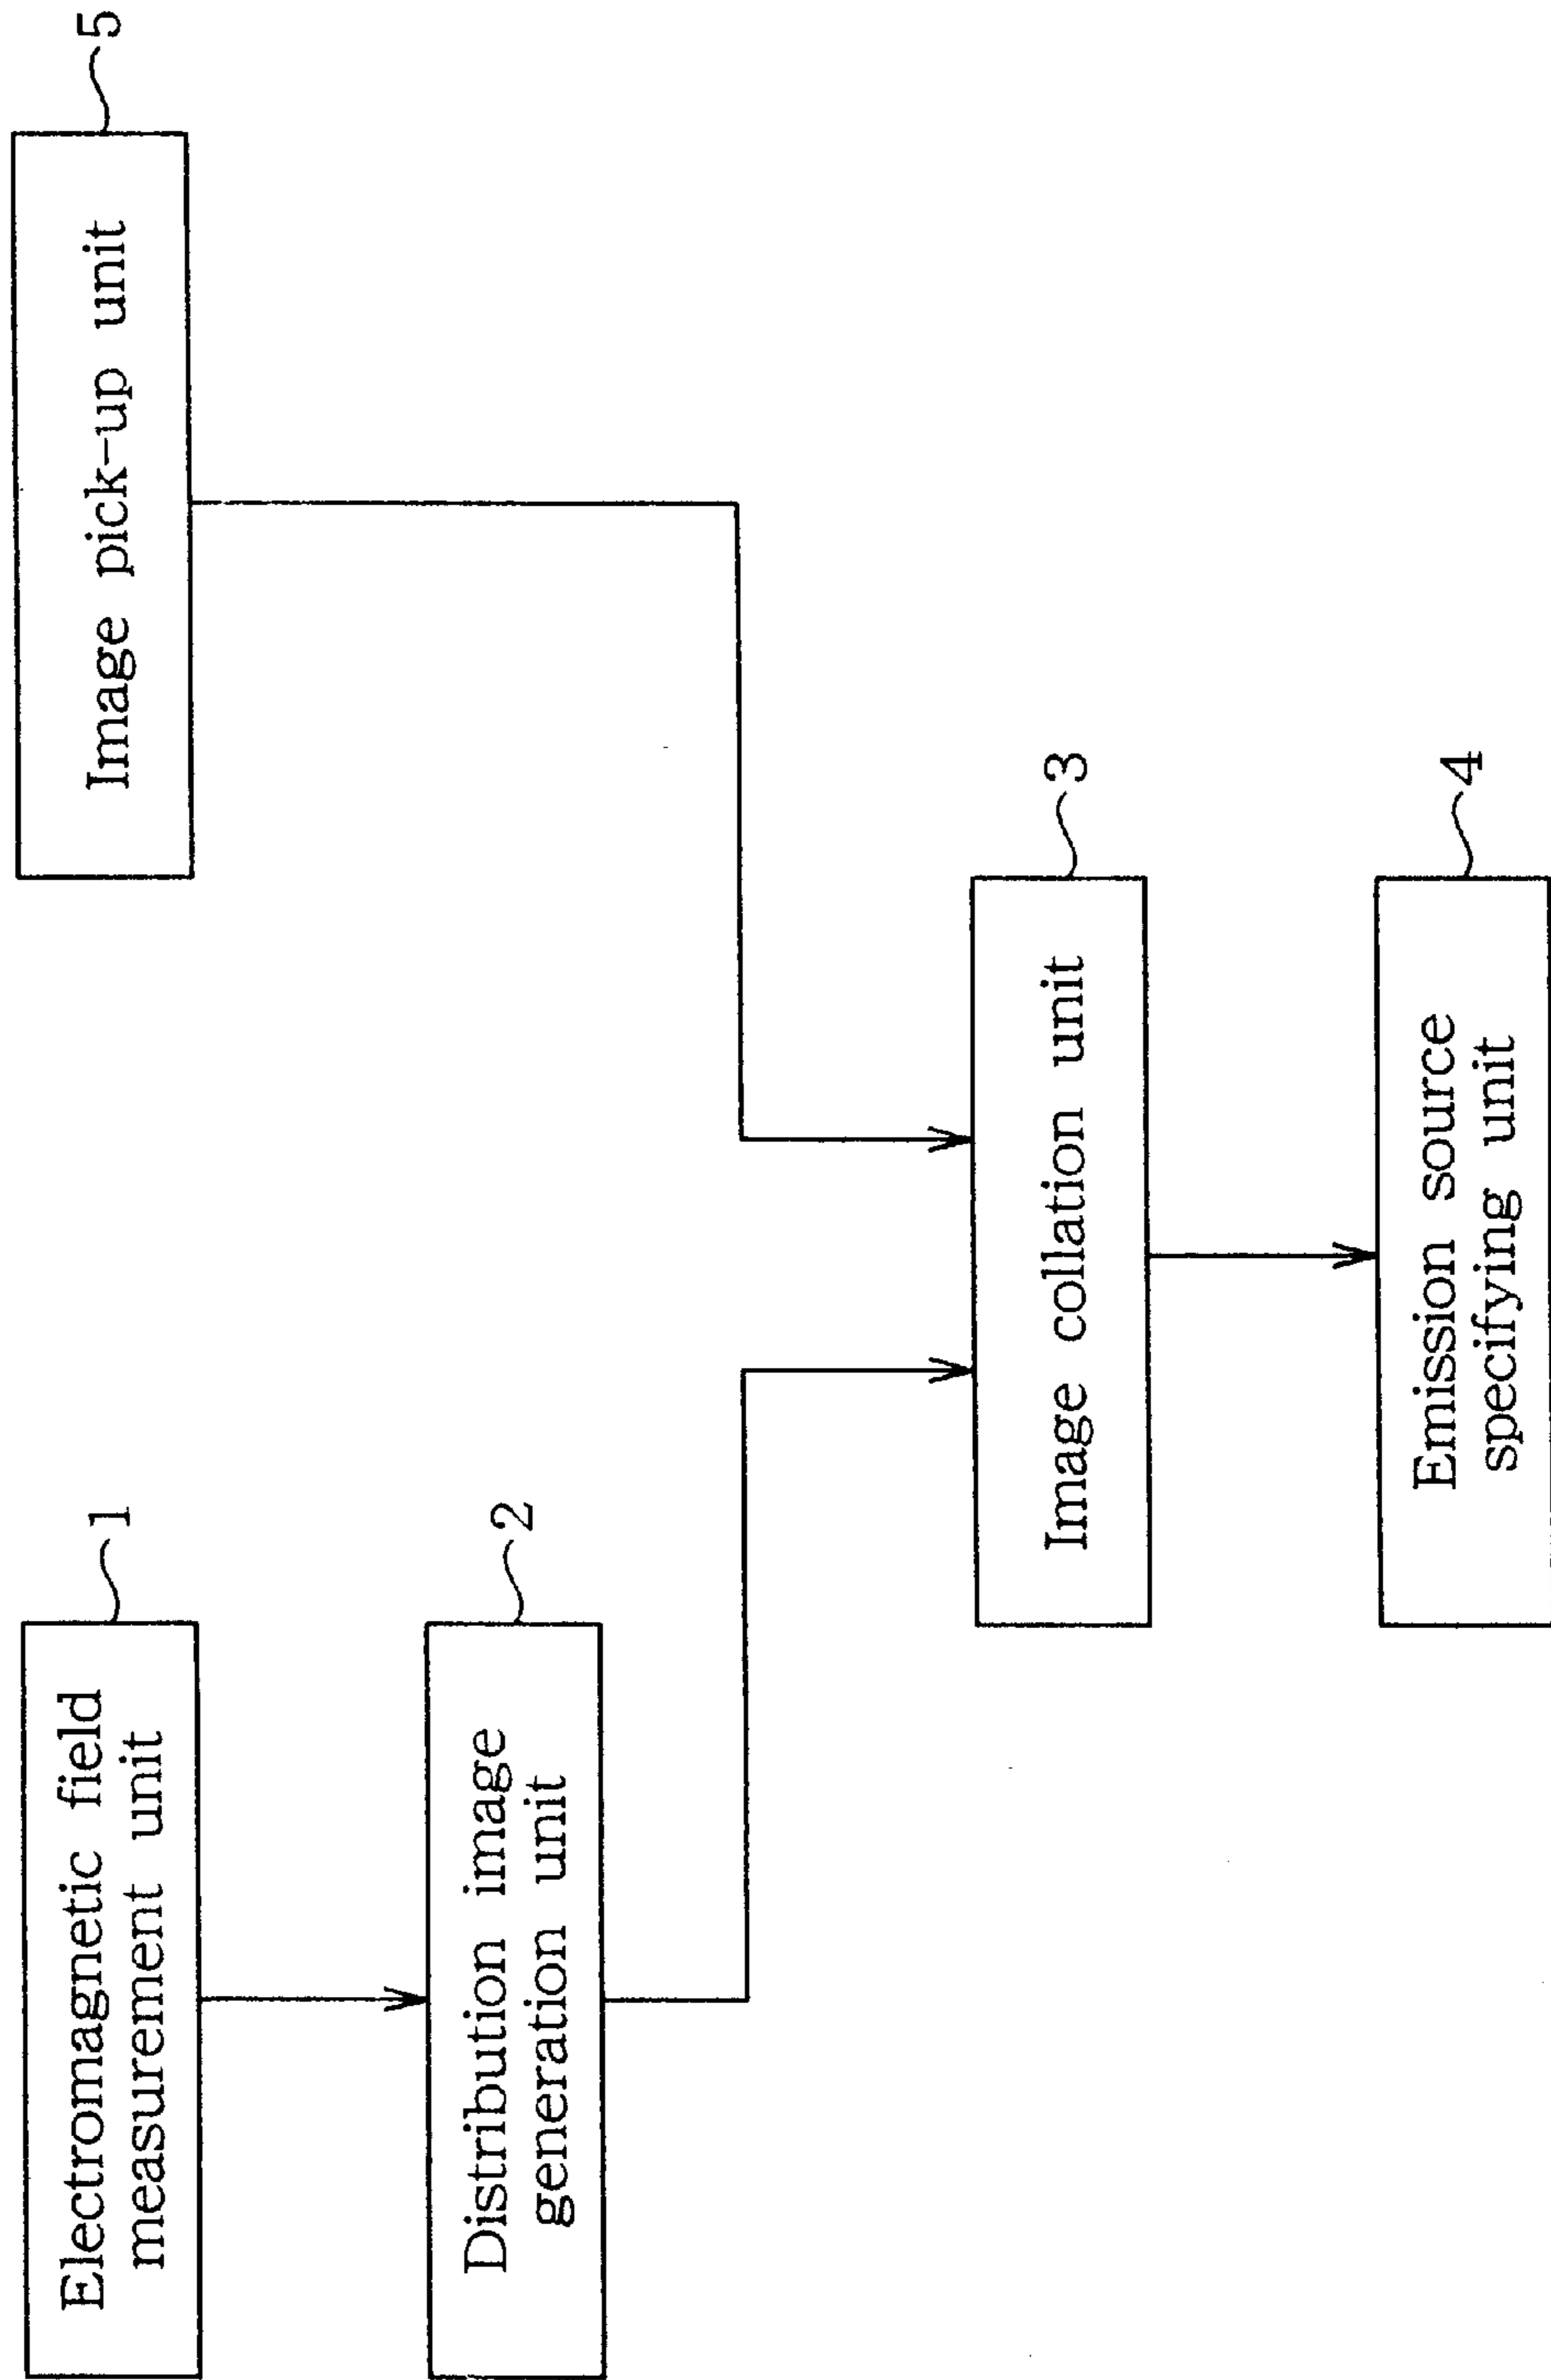 Electromagnetic field
measurement unit
1
Image pick-up unit
5
Distribution image
generation unit
2
Image collation unit
3
Emission source
specifying unit
4